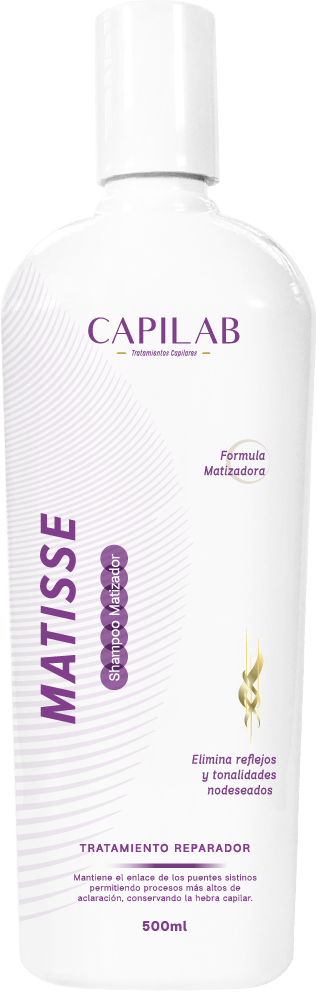 CAPILAB
Tratamientos Capilares
Formula
Matizadora
MATISSE
Shampoo Matizador
Elimina reflejos
y tonalidades
nodeseados
TRATAMIENTO REPARADOR
Mantiene el enlace de los puentes sistinos
permitiendo procesos más altos de
aclaración, conservando la hebra capilar.
500ml